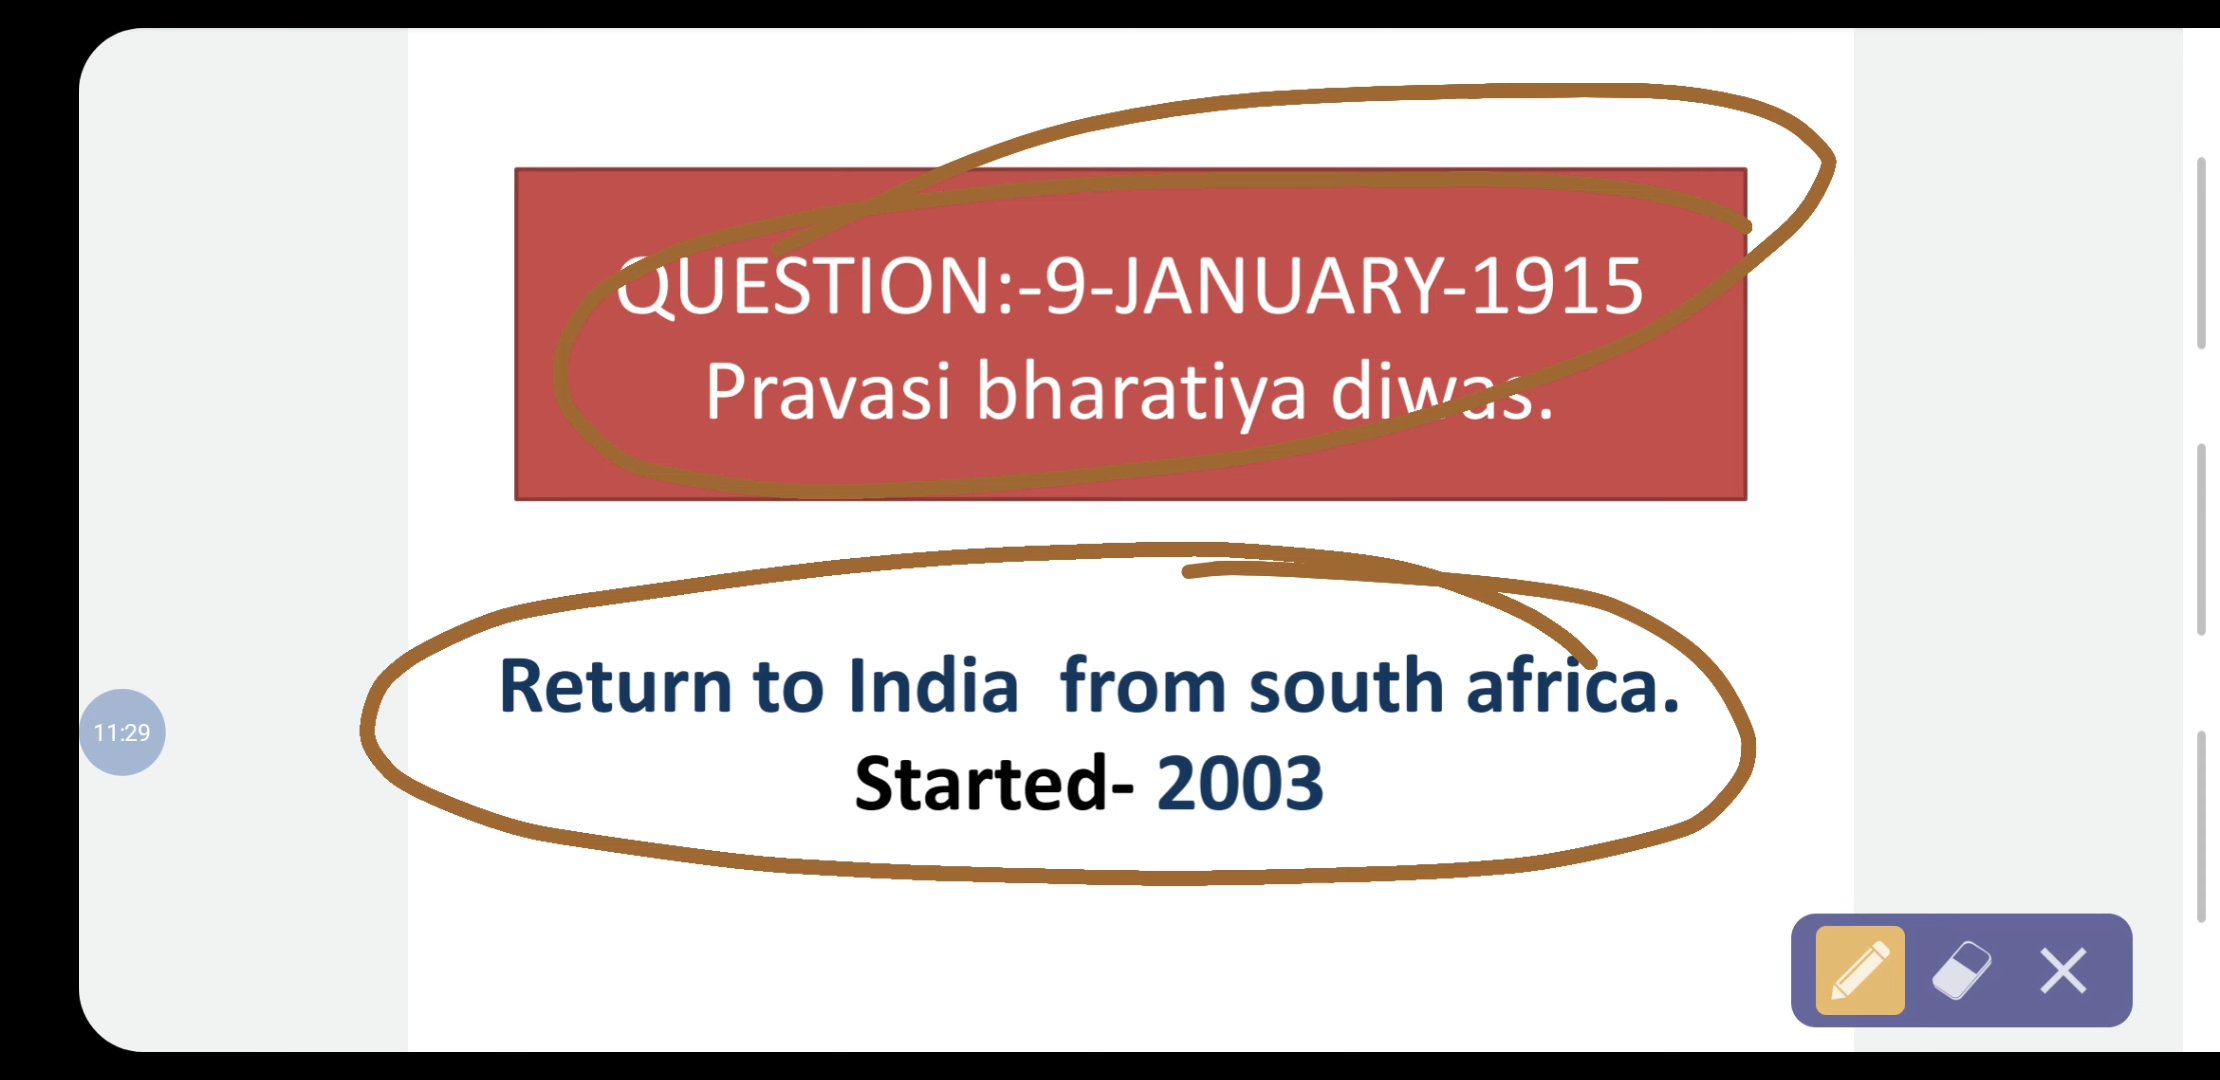 QUESTION:-9-JANUARY-1915
Pravasi bharatiya diwas.
Return to India  from south africa.
Started- 2003
11:29